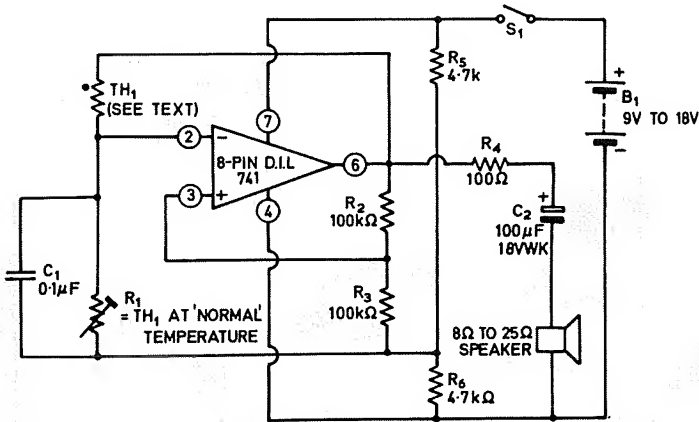 S₁
R₅
4·7k
TH₁
(SEE TEXT)
+
B₁
9V TO 18V
−
7
2
−
8-PIN D.I.L
741
6
R₄
100Ω
3
+
4
R₂
100kΩ
+
C₂
100µF
18VWK
C₁
0·1µF
R₁
= TH₁ AT 'NORMAL'
TEMPERATURE
R₃
100kΩ
8Ω TO 25Ω
SPEAKER
R₆
4·7kΩ